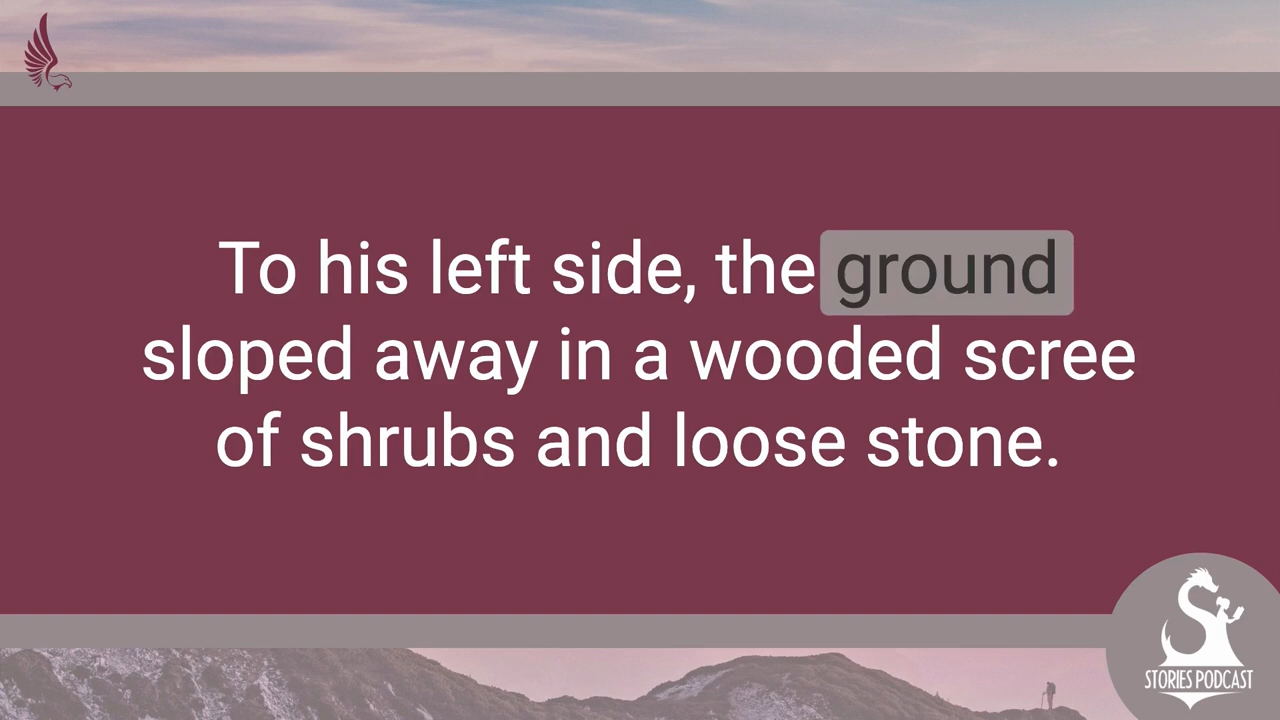 To his left side, the ground
sloped away in a wooded scree
of shrubs and loose stone.
STORIES PODCAST